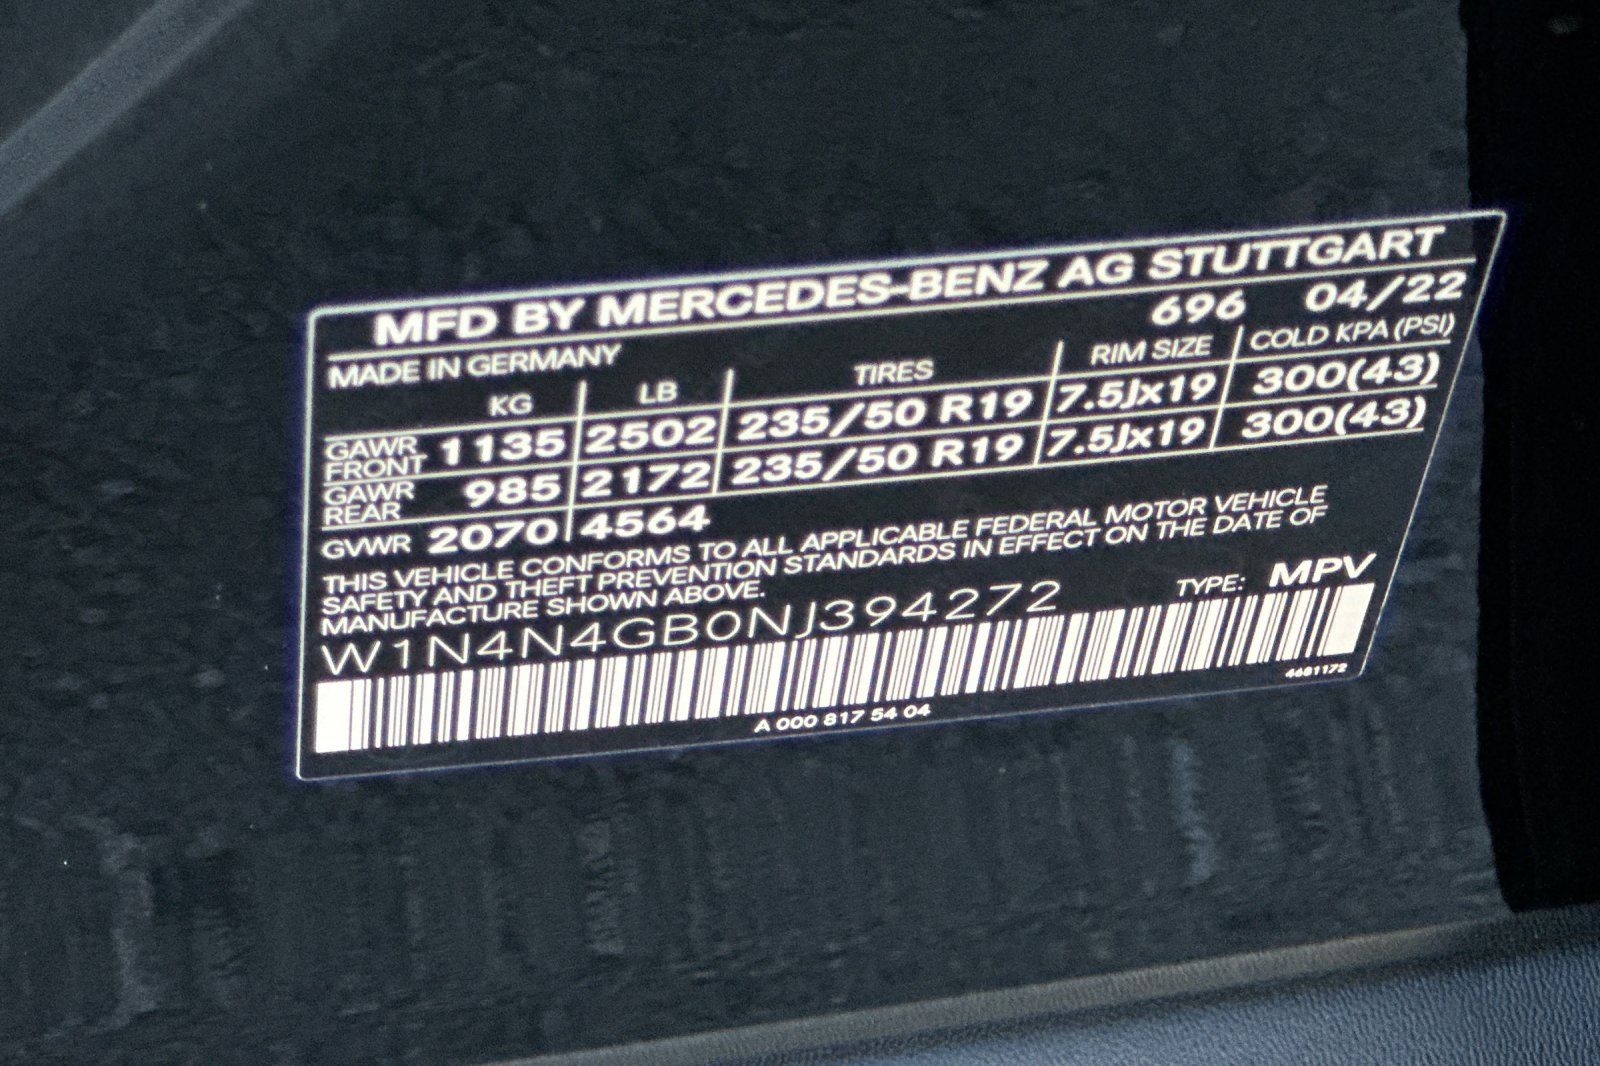 MFD BY MERCEDES-BENZ AG STUTTGART
MADE IN GERMANY 696 04/22
KG LB TIRES RIM SIZE COLD KPA (PSI)
GAWR FRONT 1135 2502 235/50 R19 7.5Jx19 300(43)
GAWR REAR 985 2172 235/50 R19 7.5Jx19 300(43)
GVWR 2070 4564
THIS VEHICLE CONFORMS TO ALL APPLICABLE FEDERAL MOTOR VEHICLE
SAFETY AND THEFT PREVENTION STANDARDS IN EFFECT ON THE DATE OF
MANUFACTURE SHOWN ABOVE.
W1N4N4GB0NJ394272 TYPE: MPV
A 000 817 54 04 4681172